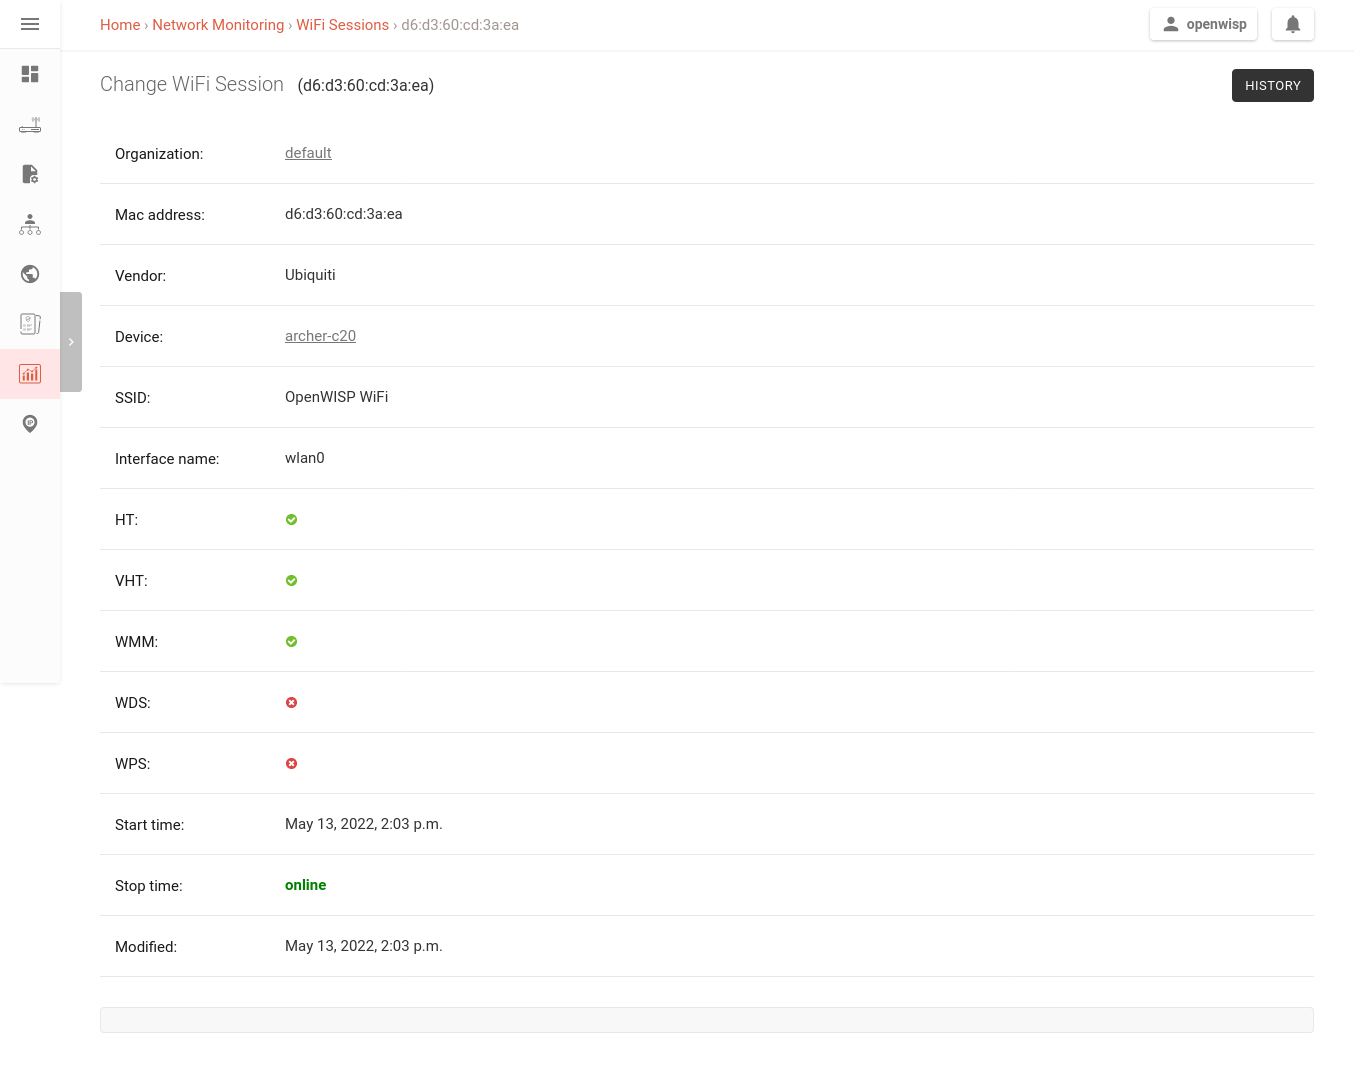 Home › Network Monitoring › WiFi Sessions › d6:d3:60:cd:3a:ea
openwisp
Change WiFi Session (d6:d3:60:cd:3a:ea)
HISTORY
Organization: default
Mac address: d6:d3:60:cd:3a:ea
Vendor: Ubiquiti
Device: archer-c20
SSID: OpenWISP WiFi
Interface name: wlan0
HT:
VHT:
WMM:
WDS:
WPS:
Start time: May 13, 2022, 2:03 p.m.
Stop time: online
Modified: May 13, 2022, 2:03 p.m.